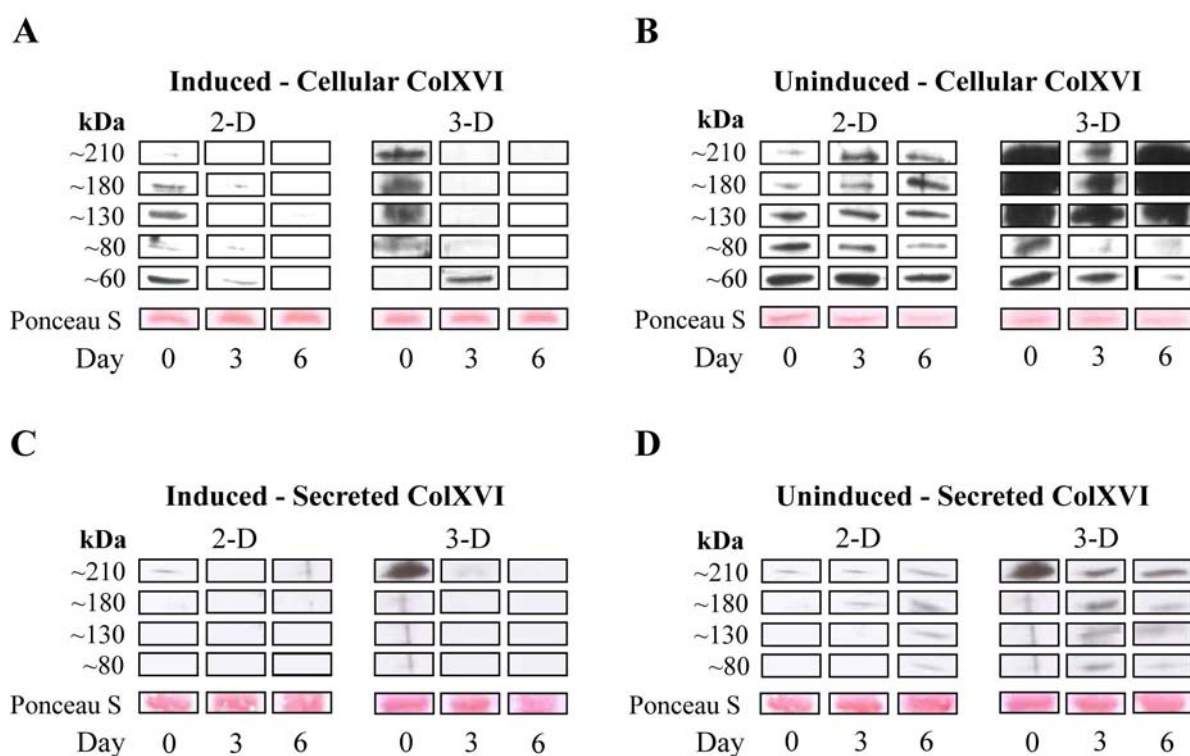 A
Induced - Cellular ColXVI
kDa 2-D 3-D
~210
~180
~130
~80
~60
Ponceau S
Day 0 3 6 0 3 6
B
Uninduced - Cellular ColXVI
kDa 2-D 3-D
~210
~180
~130
~80
~60
Ponceau S
Day 0 3 6 0 3 6
C
Induced - Secreted ColXVI
kDa 2-D 3-D
~210
~180
~130
~80
Ponceau S
Day 0 3 6 0 3 6
D
Uninduced - Secreted ColXVI
kDa 2-D 3-D
~210
~180
~130
~80
Ponceau S
Day 0 3 6 0 3 6